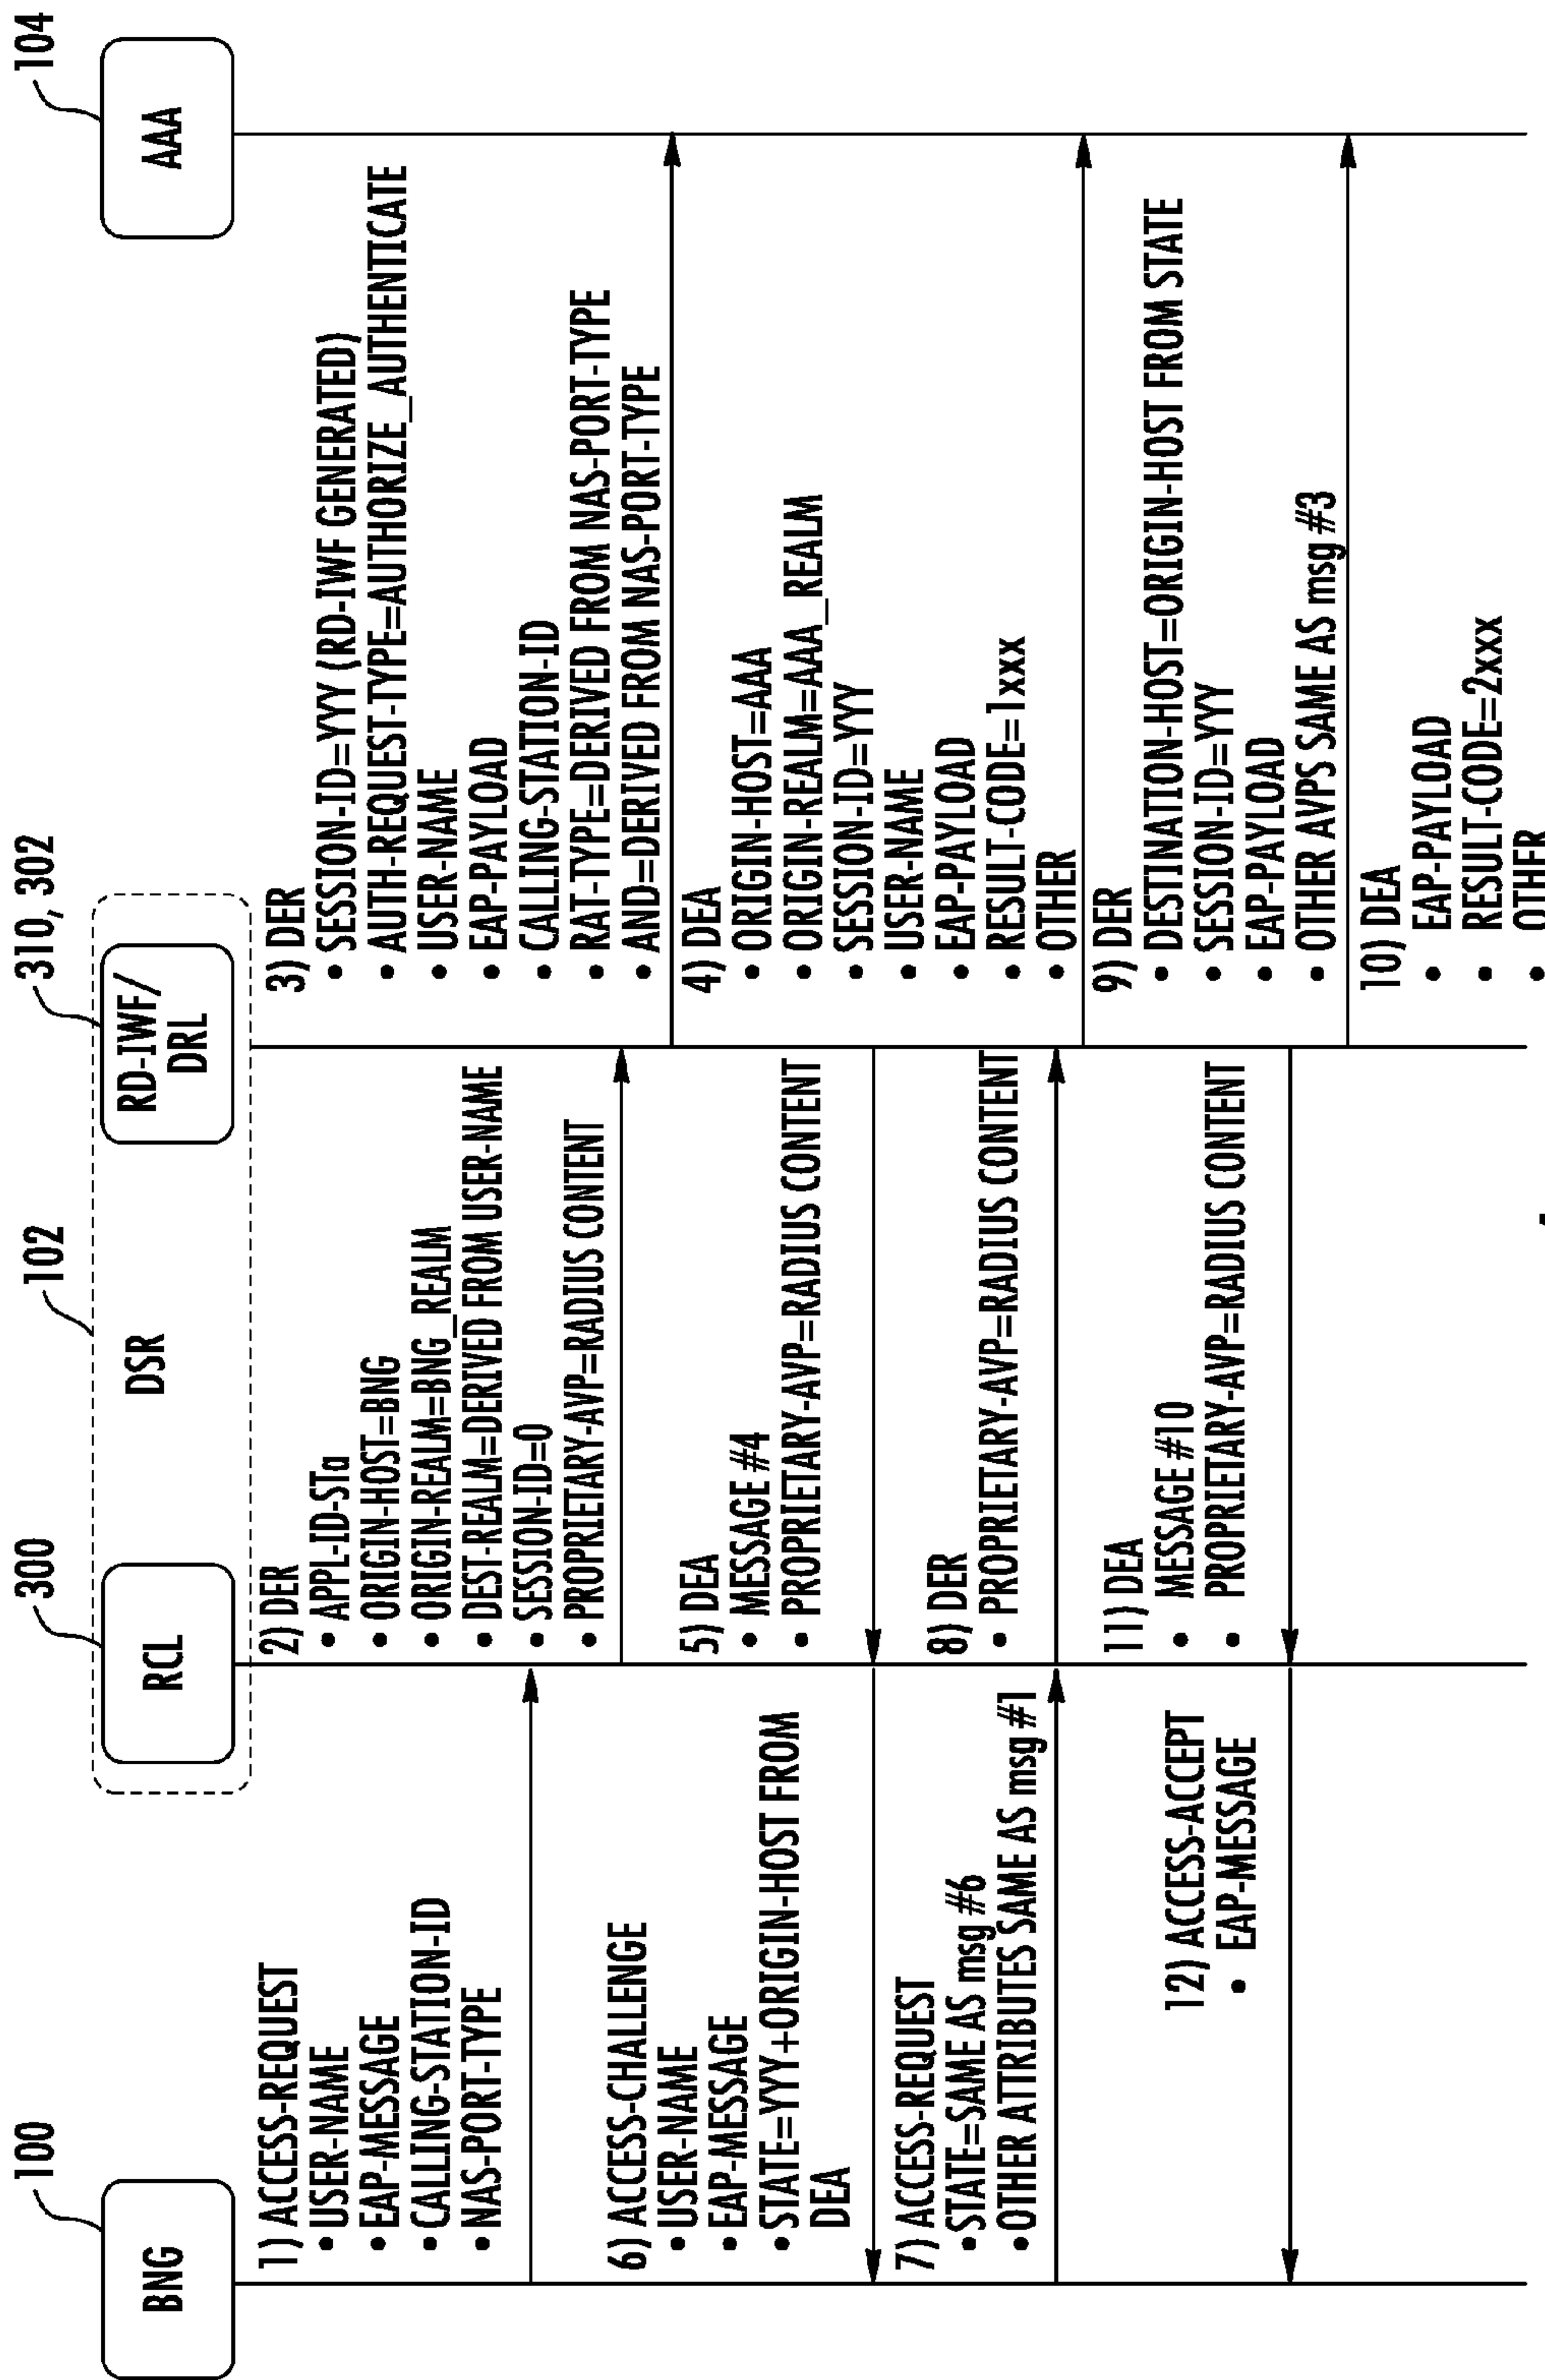 100
BNG
300
RCL
102
DSR
310, 302
RD-IWF/
DRL
104
AAA
1) ACCESS-REQUEST
• USER-NAME
• EAP-MESSAGE
• CALLING-STATION-ID
• NAS-PORT-TYPE
2) DER
• APPL-ID-STa
• ORIGIN-HOST=BNG
• ORIGIN-REALM=BNG_REALM
• DEST-REALM=DERIVED FROM USER-NAME
• SESSION-ID=0
• PROPRIETARY-AVP=RADIUS CONTENT
3) DER
• SESSION-ID=YYY (RD-IWF GENERATED)
• AUTH-REQUEST-TYPE=AUTHORIZE_AUTHENTICATE
• USER-NAME
• EAP-PAYLOAD
• CALLING-STATION-ID
• RAT-TYPE=DERIVED FROM NAS-PORT-TYPE
• AND=DERIVED FROM NAS-PORT-TYPE
4) DEA
• ORIGIN-HOST=AAA
• ORIGIN-REALM=AAA_REALM
• SESSION-ID=YYY
• USER-NAME
• EAP-PAYLOAD
• RESULT-CODE=1xxx
• OTHER
5) DEA
• MESSAGE #4
• PROPRIETARY-AVP=RADIUS CONTENT
6) ACCESS-CHALLENGE
• USER-NAME
• EAP-MESSAGE
• STATE=YYY+ORIGIN-HOST FROM
DEA
7) ACCESS-REQUEST
• STATE=SAME AS msg #6
• OTHER ATTRIBUTES SAME AS msg #1
8) DER
• PROPRIETARY-AVP=RADIUS CONTENT
9) DER
• DESTINATION-HOST=ORIGIN-HOST FROM STATE
• SESSION-ID=YYY
• EAP-PAYLOAD
• OTHER AVPS SAME AS msg #3
10) DEA
• EAP-PAYLOAD
• RESULT-CODE=2xxx
• OTHER
11) DEA
• MESSAGE #10
• PROPRIETARY-AVP=RADIUS CONTENT
12) ACCESS-ACCEPT
• EAP-MESSAGE